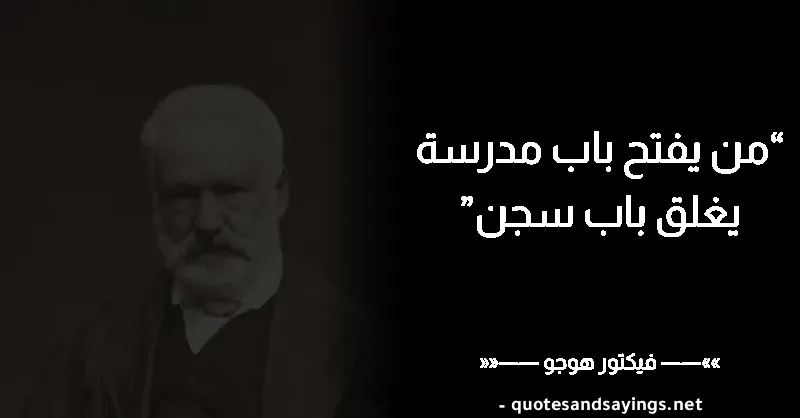 “من يفتح باب مدرسة
يغلق باب سجن”
»»—— فيكتور هوجو ——««
- quotesandsayings.net